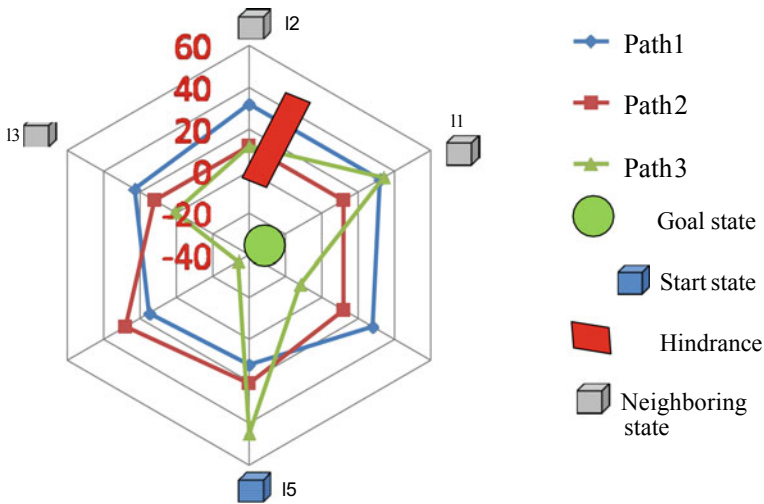 l2
60
40
20
0
-20
-40
l3
l1
l5
Path1
Path2
Path3
Goal state
Start state
Hindrance
Neighboring
state